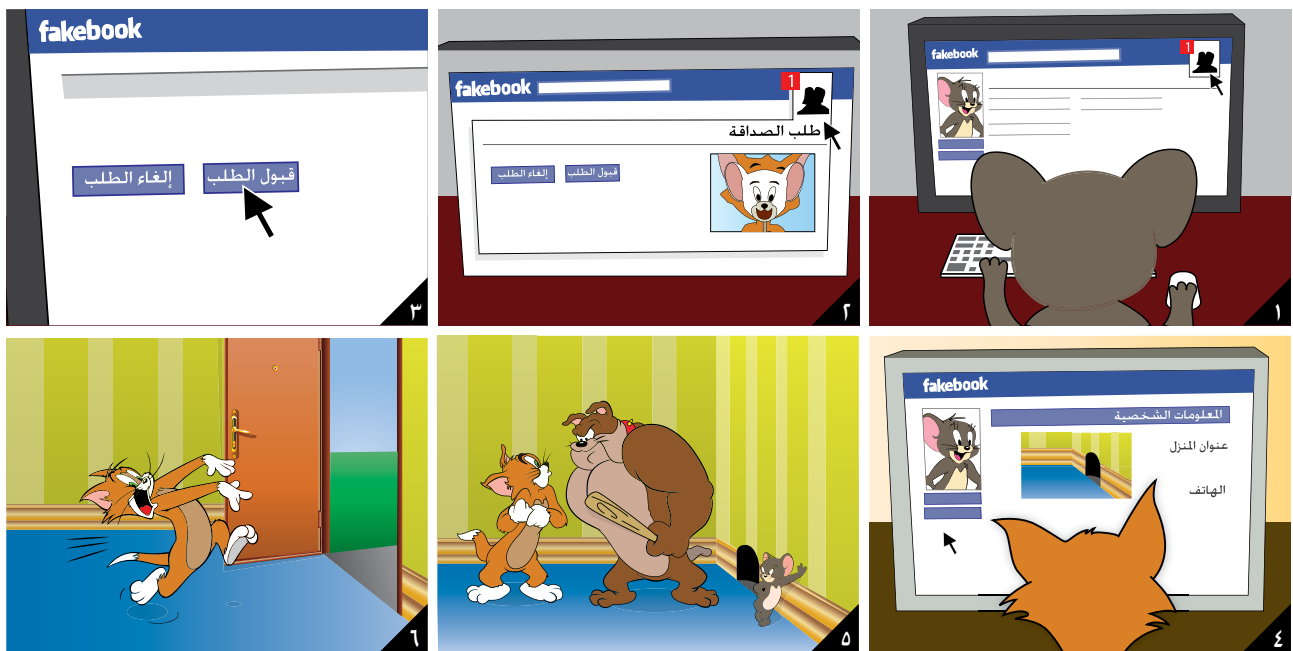 fakebook
1
١
fakebook
1
طلب الصداقة
قبول الطلب
إلغاء الطلب
٢
fakebook
قبول الطلب
إلغاء الطلب
٣
fakebook
المعلومات الشخصية
عنوان المنزل
الهاتف
٤
٥
٦